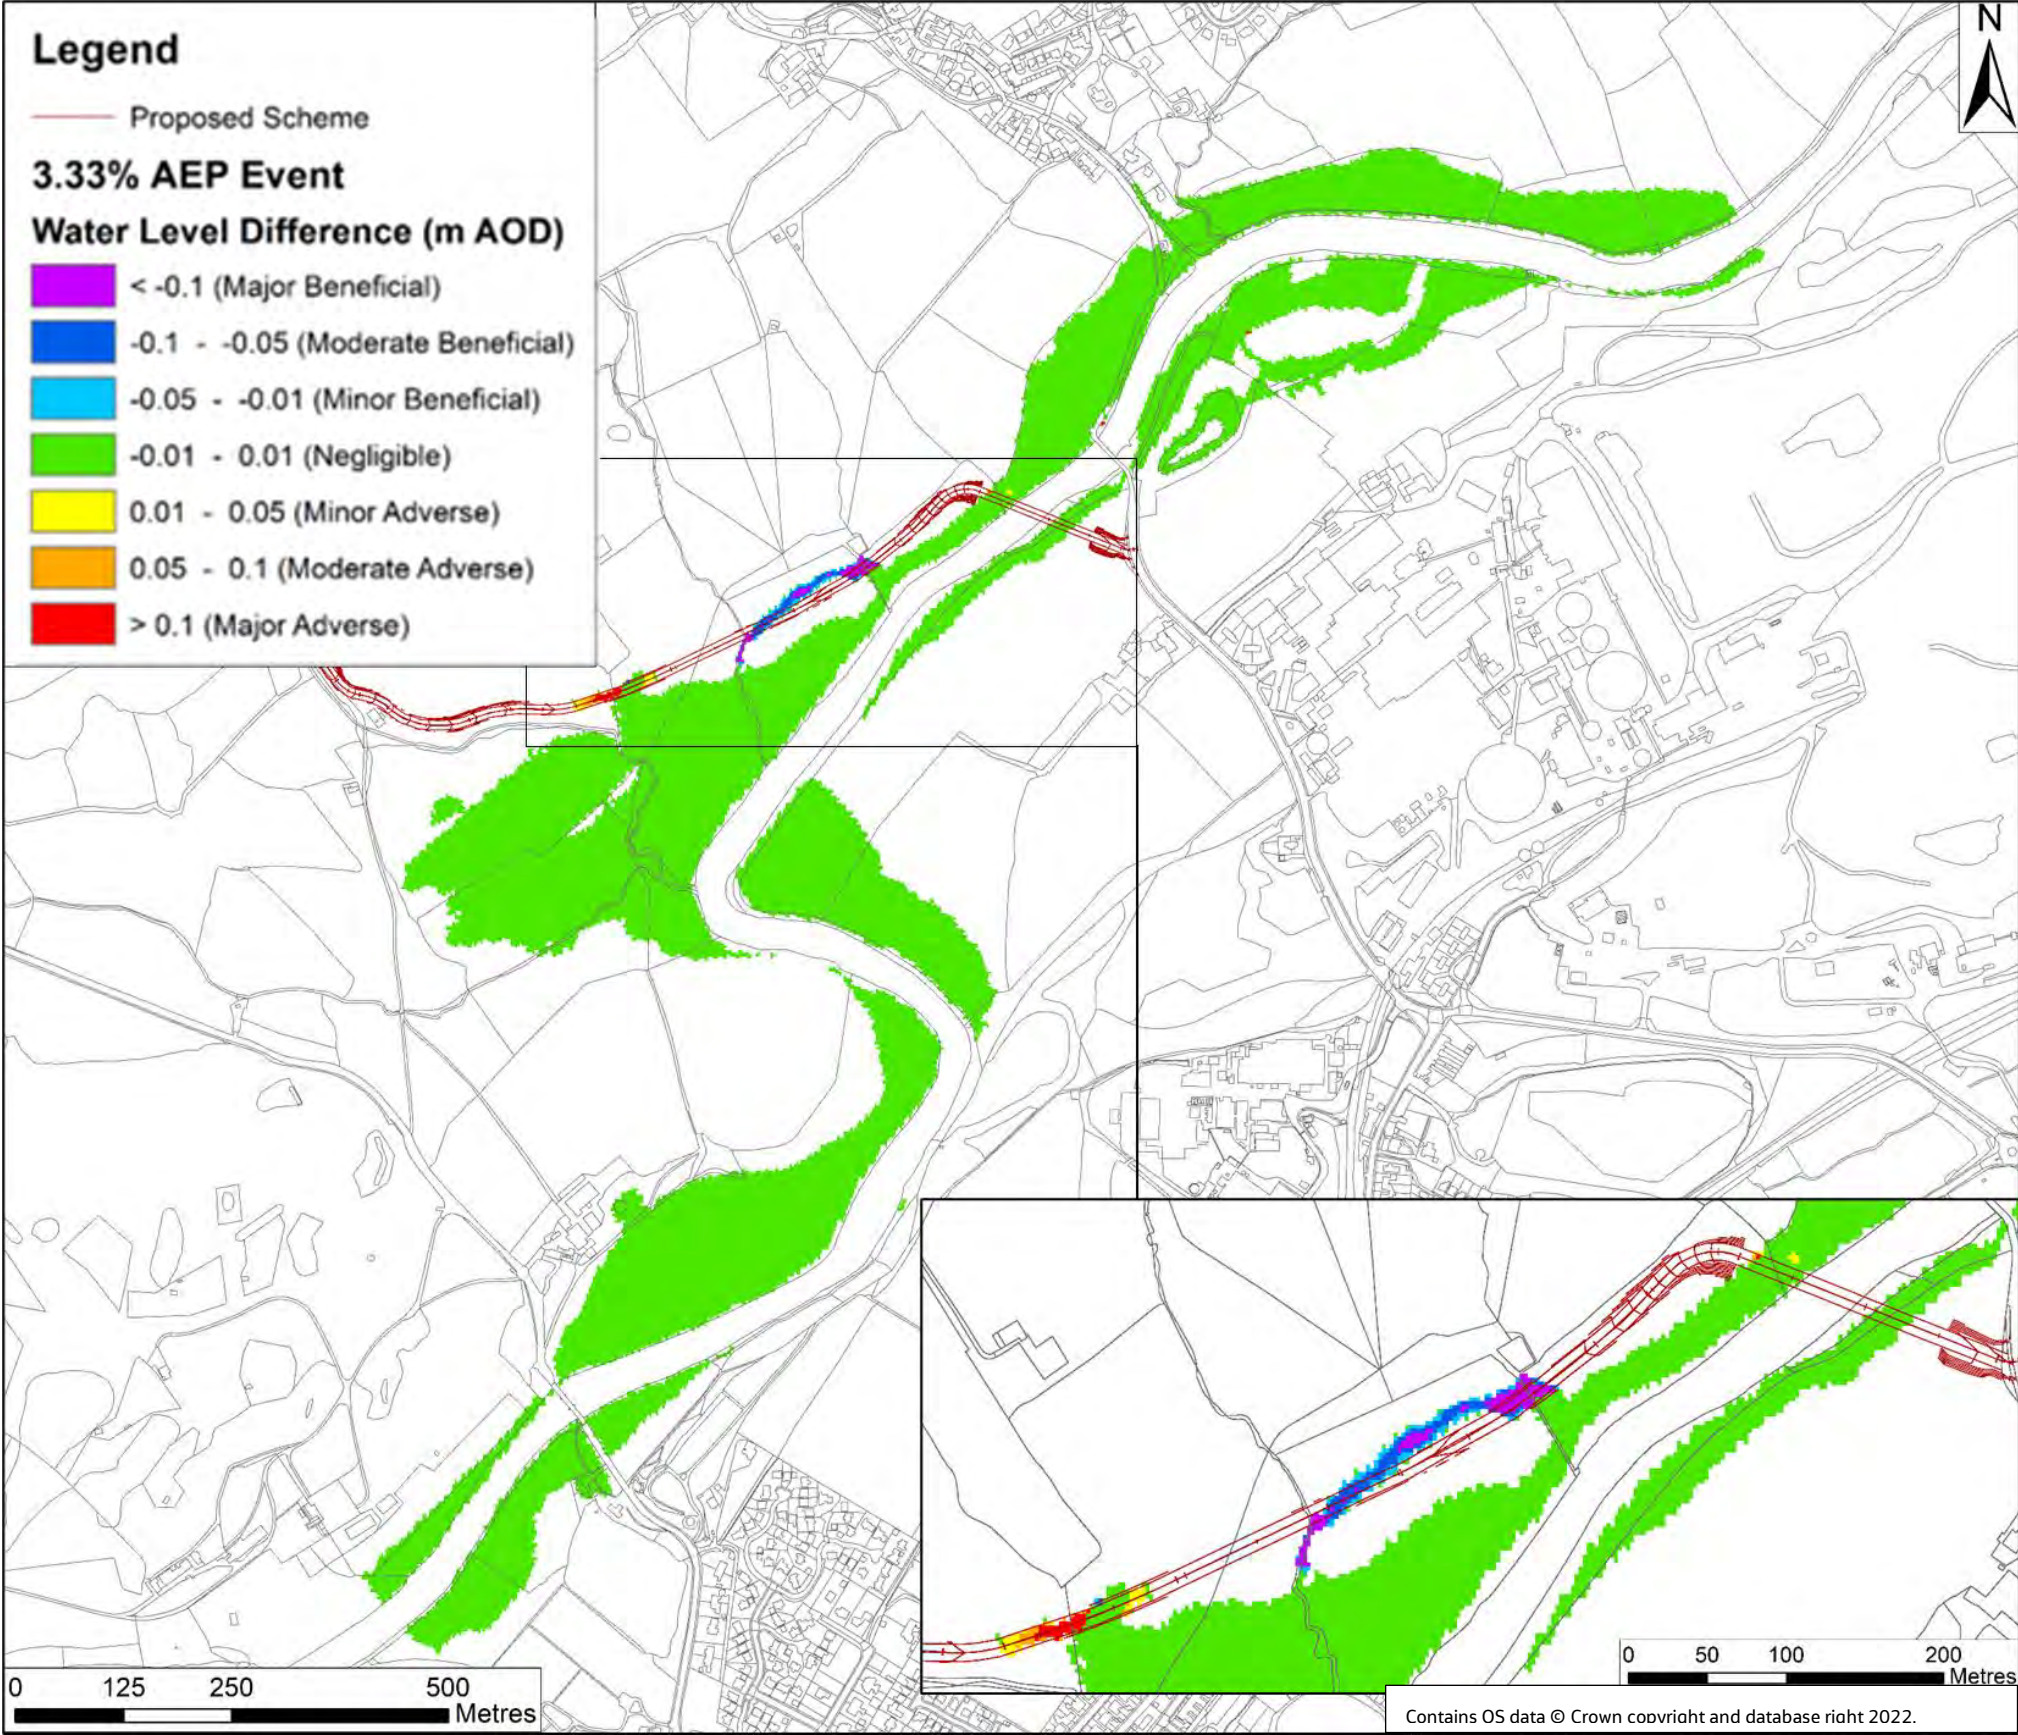 Legend
Proposed Scheme
3.33% AEP Event
Water Level Difference (m AOD)
< -0.1 (Major Beneficial)
-0.1 - -0.05 (Moderate Beneficial)
-0.05 - -0.01 (Minor Beneficial)
-0.01 - 0.01 (Negligible)
0.01 - 0.05 (Minor Adverse)
0.05 - 0.1 (Moderate Adverse)
> 0.1 (Major Adverse)
N
0 125 250 500
Metres
0 50 100 200
Metres
Contains OS data © Crown copyright and database right 2022.